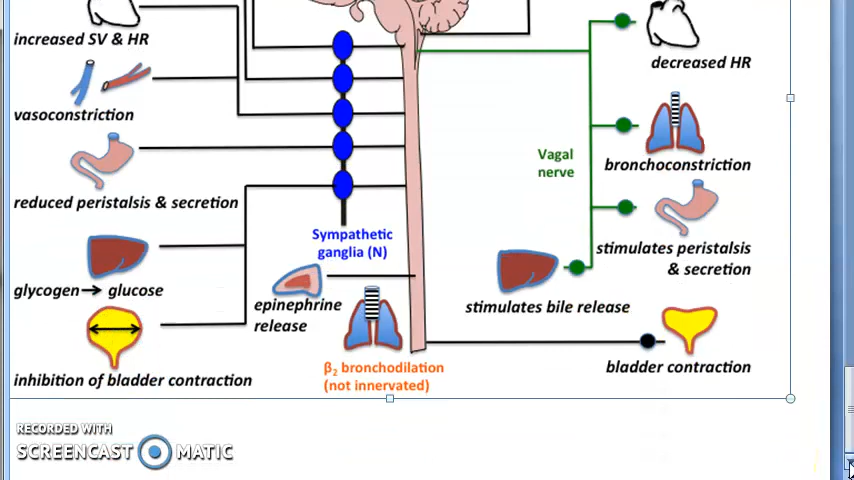 increased SV & HR
vasoconstriction
reduced peristalsis & secretion
glycogen → glucose
inhibition of bladder contraction
Sympathetic
ganglia (N)
epinephrine
release
β₂ bronchodilation
(not innervated)
Vagal
nerve
decreased HR
bronchoconstriction
stimulates peristalsis
& secretion
stimulates bile release
bladder contraction
RECORDED WITH
SCREENCAST MATIC